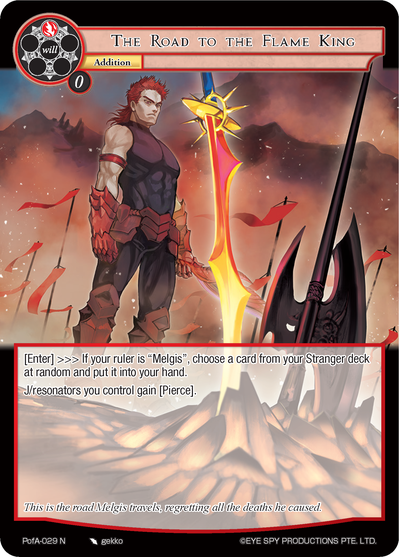 The Road to the Flame King
will
Addition
0
[Enter] >>> If your ruler is “Melgis”, choose a card from your Stranger deck
at random and put it into your hand.
J/resonators you control gain [Pierce].
This is the road Melgis travels, regretting all the deaths he caused.
PofA-029 N gekko ©EYE SPY PRODUCTIONS PTE. LTD.